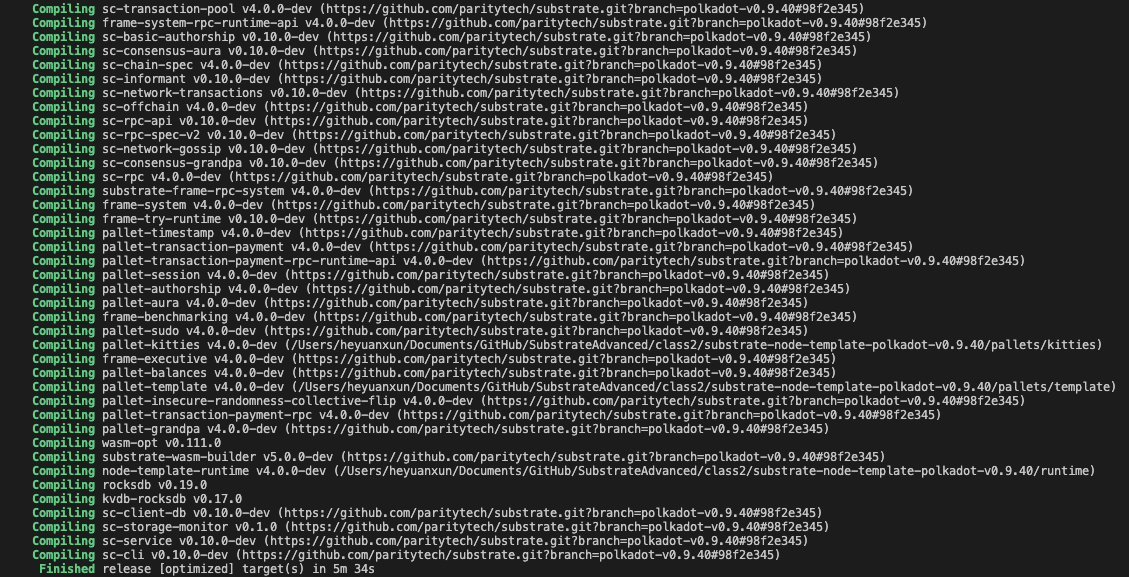 Compiling sc-transaction-pool v4.0.0-dev (https://github.com/paritytech/substrate.git?branch=polkadot-v0.9.40#98f2e345)
Compiling frame-system-rpc-runtime-api v4.0.0-dev (https://github.com/paritytech/substrate.git?branch=polkadot-v0.9.40#98f2e345)
Compiling sc-basic-authorship v0.10.0-dev (https://github.com/paritytech/substrate.git?branch=polkadot-v0.9.40#98f2e345)
Compiling sc-consensus-aura v0.10.0-dev (https://github.com/paritytech/substrate.git?branch=polkadot-v0.9.40#98f2e345)
Compiling sc-chain-spec v4.0.0-dev (https://github.com/paritytech/substrate.git?branch=polkadot-v0.9.40#98f2e345)
Compiling sc-informant v0.10.0-dev (https://github.com/paritytech/substrate.git?branch=polkadot-v0.9.40#98f2e345)
Compiling sc-network-transactions v0.10.0-dev (https://github.com/paritytech/substrate.git?branch=polkadot-v0.9.40#98f2e345)
Compiling sc-offchain v4.0.0-dev (https://github.com/paritytech/substrate.git?branch=polkadot-v0.9.40#98f2e345)
Compiling sc-rpc-api v0.10.0-dev (https://github.com/paritytech/substrate.git?branch=polkadot-v0.9.40#98f2e345)
Compiling sc-rpc-spec-v2 v0.10.0-dev (https://github.com/paritytech/substrate.git?branch=polkadot-v0.9.40#98f2e345)
Compiling sc-network-gossip v0.10.0-dev (https://github.com/paritytech/substrate.git?branch=polkadot-v0.9.40#98f2e345)
Compiling sc-consensus-grandpa v0.10.0-dev (https://github.com/paritytech/substrate.git?branch=polkadot-v0.9.40#98f2e345)
Compiling sc-rpc v4.0.0-dev (https://github.com/paritytech/substrate.git?branch=polkadot-v0.9.40#98f2e345)
Compiling substrate-frame-rpc-system v4.0.0-dev (https://github.com/paritytech/substrate.git?branch=polkadot-v0.9.40#98f2e345)
Compiling frame-system v4.0.0-dev (https://github.com/paritytech/substrate.git?branch=polkadot-v0.9.40#98f2e345)
Compiling frame-try-runtime v0.10.0-dev (https://github.com/paritytech/substrate.git?branch=polkadot-v0.9.40#98f2e345)
Compiling pallet-timestamp v4.0.0-dev (https://github.com/paritytech/substrate.git?branch=polkadot-v0.9.40#98f2e345)
Compiling pallet-transaction-payment v4.0.0-dev (https://github.com/paritytech/substrate.git?branch=polkadot-v0.9.40#98f2e345)
Compiling pallet-transaction-payment-rpc-runtime-api v4.0.0-dev (https://github.com/paritytech/substrate.git?branch=polkadot-v0.9.40#98f2e345)
Compiling pallet-session v4.0.0-dev (https://github.com/paritytech/substrate.git?branch=polkadot-v0.9.40#98f2e345)
Compiling pallet-authorship v4.0.0-dev (https://github.com/paritytech/substrate.git?branch=polkadot-v0.9.40#98f2e345)
Compiling pallet-aura v4.0.0-dev (https://github.com/paritytech/substrate.git?branch=polkadot-v0.9.40#98f2e345)
Compiling frame-benchmarking v4.0.0-dev (https://github.com/paritytech/substrate.git?branch=polkadot-v0.9.40#98f2e345)
Compiling pallet-sudo v4.0.0-dev (https://github.com/paritytech/substrate.git?branch=polkadot-v0.9.40#98f2e345)
Compiling pallet-kitties v4.0.0-dev (/Users/heyuanxun/Documents/GitHub/SubstrateAdvanced/class2/substrate-node-template-polkadot-v0.9.40/pallets/kitties)
Compiling frame-executive v4.0.0-dev (https://github.com/paritytech/substrate.git?branch=polkadot-v0.9.40#98f2e345)
Compiling pallet-balances v4.0.0-dev (https://github.com/paritytech/substrate.git?branch=polkadot-v0.9.40#98f2e345)
Compiling pallet-template v4.0.0-dev (/Users/heyuanxun/Documents/GitHub/SubstrateAdvanced/class2/substrate-node-template-polkadot-v0.9.40/pallets/template)
Compiling pallet-insecure-randomness-collective-flip v4.0.0-dev (https://github.com/paritytech/substrate.git?branch=polkadot-v0.9.40#98f2e345)
Compiling pallet-transaction-payment-rpc v4.0.0-dev (https://github.com/paritytech/substrate.git?branch=polkadot-v0.9.40#98f2e345)
Compiling pallet-grandpa v4.0.0-dev (https://github.com/paritytech/substrate.git?branch=polkadot-v0.9.40#98f2e345)
Compiling wasm-opt v0.111.0
Compiling substrate-wasm-builder v5.0.0-dev (https://github.com/paritytech/substrate.git?branch=polkadot-v0.9.40#98f2e345)
Compiling node-template-runtime v4.0.0-dev (/Users/heyuanxun/Documents/GitHub/SubstrateAdvanced/class2/substrate-node-template-polkadot-v0.9.40/runtime)
Compiling rocksdb v0.19.0
Compiling kvdb-rocksdb v0.17.0
Compiling sc-client-db v0.10.0-dev (https://github.com/paritytech/substrate.git?branch=polkadot-v0.9.40#98f2e345)
Compiling sc-storage-monitor v0.1.0 (https://github.com/paritytech/substrate.git?branch=polkadot-v0.9.40#98f2e345)
Compiling sc-service v0.10.0-dev (https://github.com/paritytech/substrate.git?branch=polkadot-v0.9.40#98f2e345)
Compiling sc-cli v0.10.0-dev (https://github.com/paritytech/substrate.git?branch=polkadot-v0.9.40#98f2e345)
Finished release [optimized] target(s) in 5m 34s